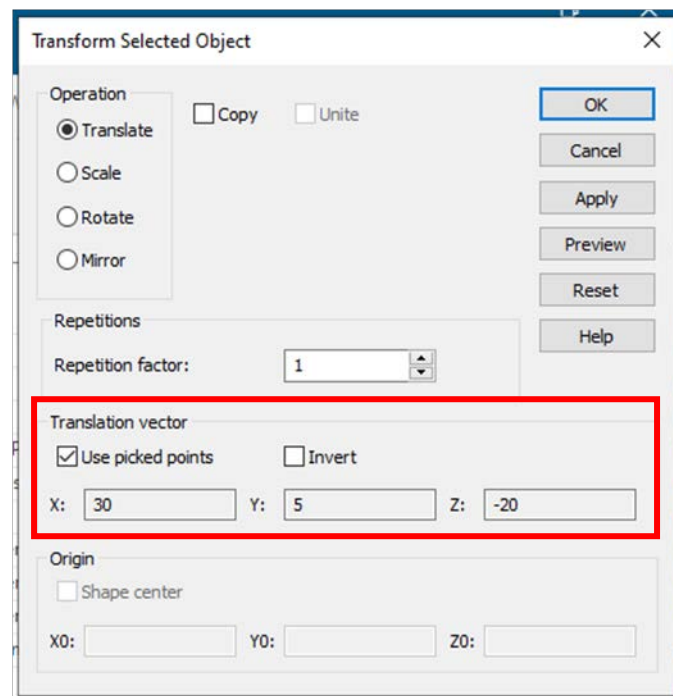 Transform Selected Object
Operation
Translate
Scale
Rotate
Mirror
Copy
Unite
OK
Cancel
Apply
Preview
Reset
Help
Repetitions
Repetition factor: 1
Translation vector
Use picked points
Invert
X: 30 Y: 5 Z: -20
Origin
Shape center
X0: Y0: Z0: